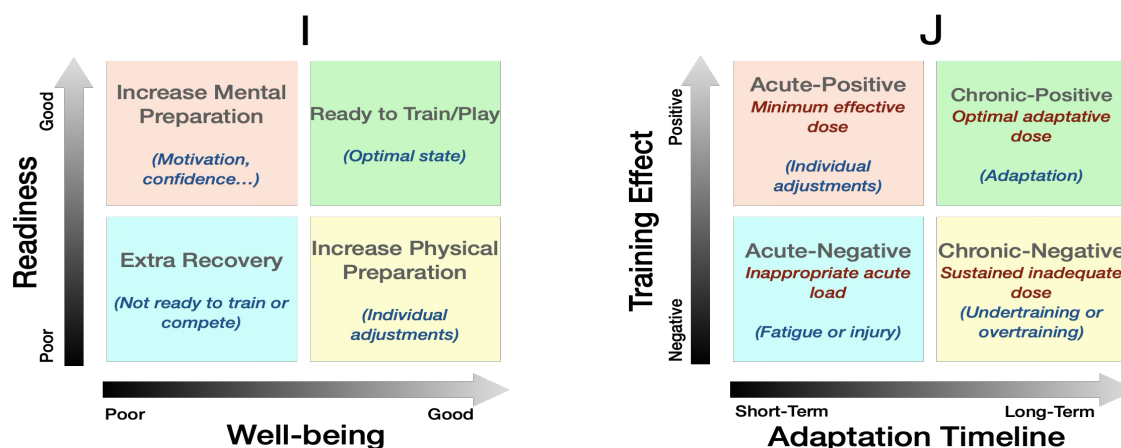 I
Readiness
Good
Poor
Increase Mental
Preparation
(Motivation,
confidence…)
Ready to Train/Play
(Optimal state)
Extra Recovery
(Not ready to train or
compete)
Increase Physical
Preparation
(Individual
adjustments)
Poor
Good
Well-being
J
Training Effect
Positive
Negative
Acute-Positive
Minimum effective
dose
(Individual
adjustments)
Chronic-Positive
Optimal adaptative
dose
(Adaptation)
Acute-Negative
Inappropriate acute
load
(Fatigue or injury)
Chronic-Negative
Sustained inadequate
dose
(Undertraining or
overtraining)
Short-Term
Long-Term
Adaptation Timeline